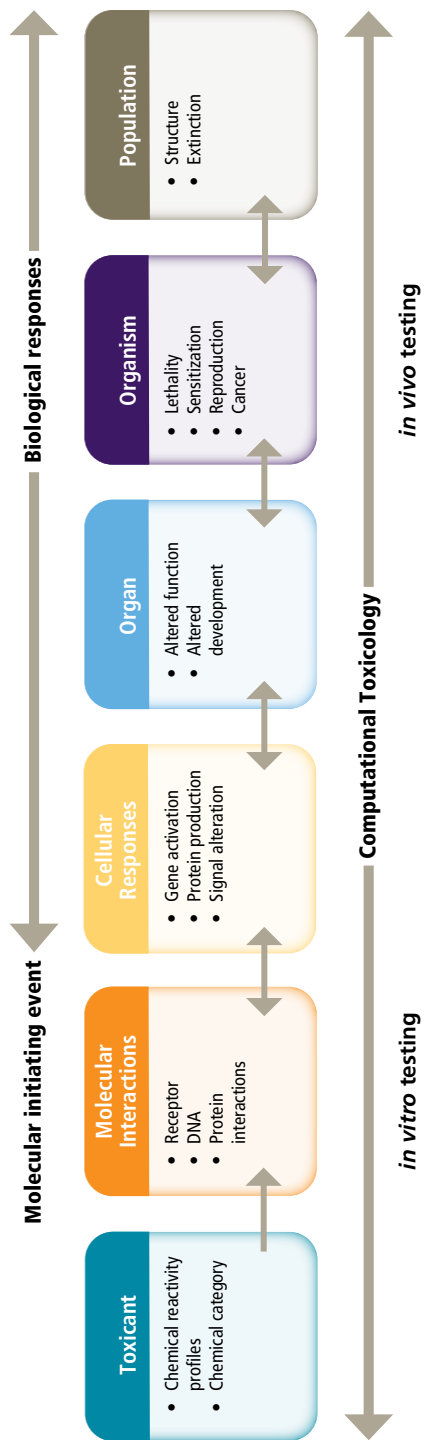 Molecular initiating event
Biological responses
Toxicant
• Chemical reactivity
profiles
• Chemical category
Molecular
Interactions
• Receptor
• DNA
• Protein
interactions
Cellular
Responses
• Gene activation
• Protein production
• Signal alteration
Organ
• Altered function
• Altered
development
Organism
• Lethality
• Sensitization
• Reproduction
• Cancer
Population
• Structure
• Extinction
Computational Toxicology
in vitro testing
in vivo testing